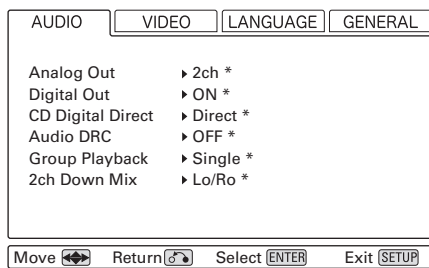 AUDIO VIDEO LANGUAGE GENERAL
Analog Out 2ch *
Digital Out ON *
CD Digital Direct Direct *
Audio DRC OFF *
Group Playback Single *
2ch Down Mix Lo/Ro *
Move Return Select ENTER Exit SETUP